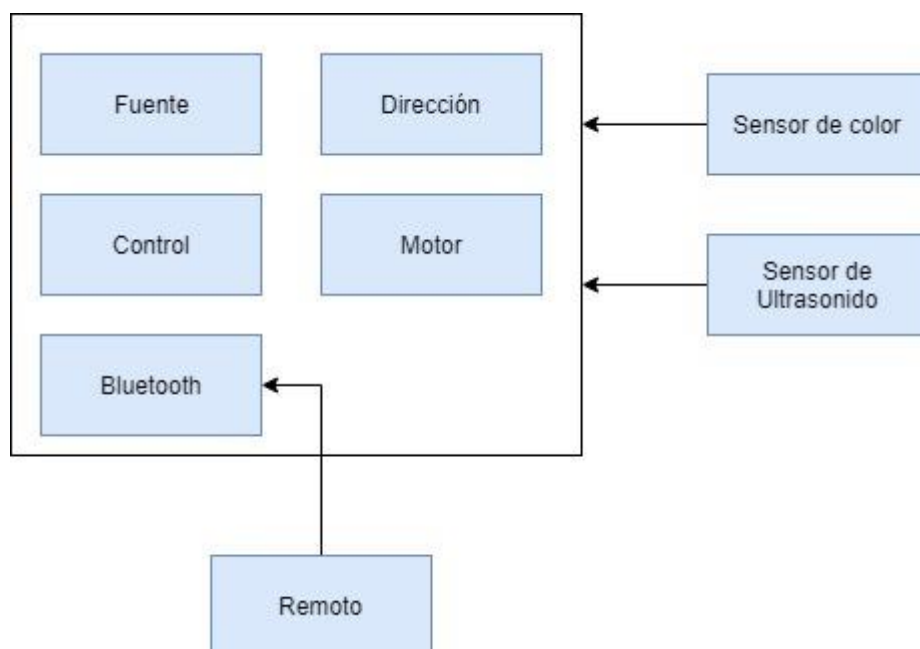 Fuente
Dirección
Sensor de color
Control
Motor
Sensor de
Ultrasonido
Bluetooth
Remoto